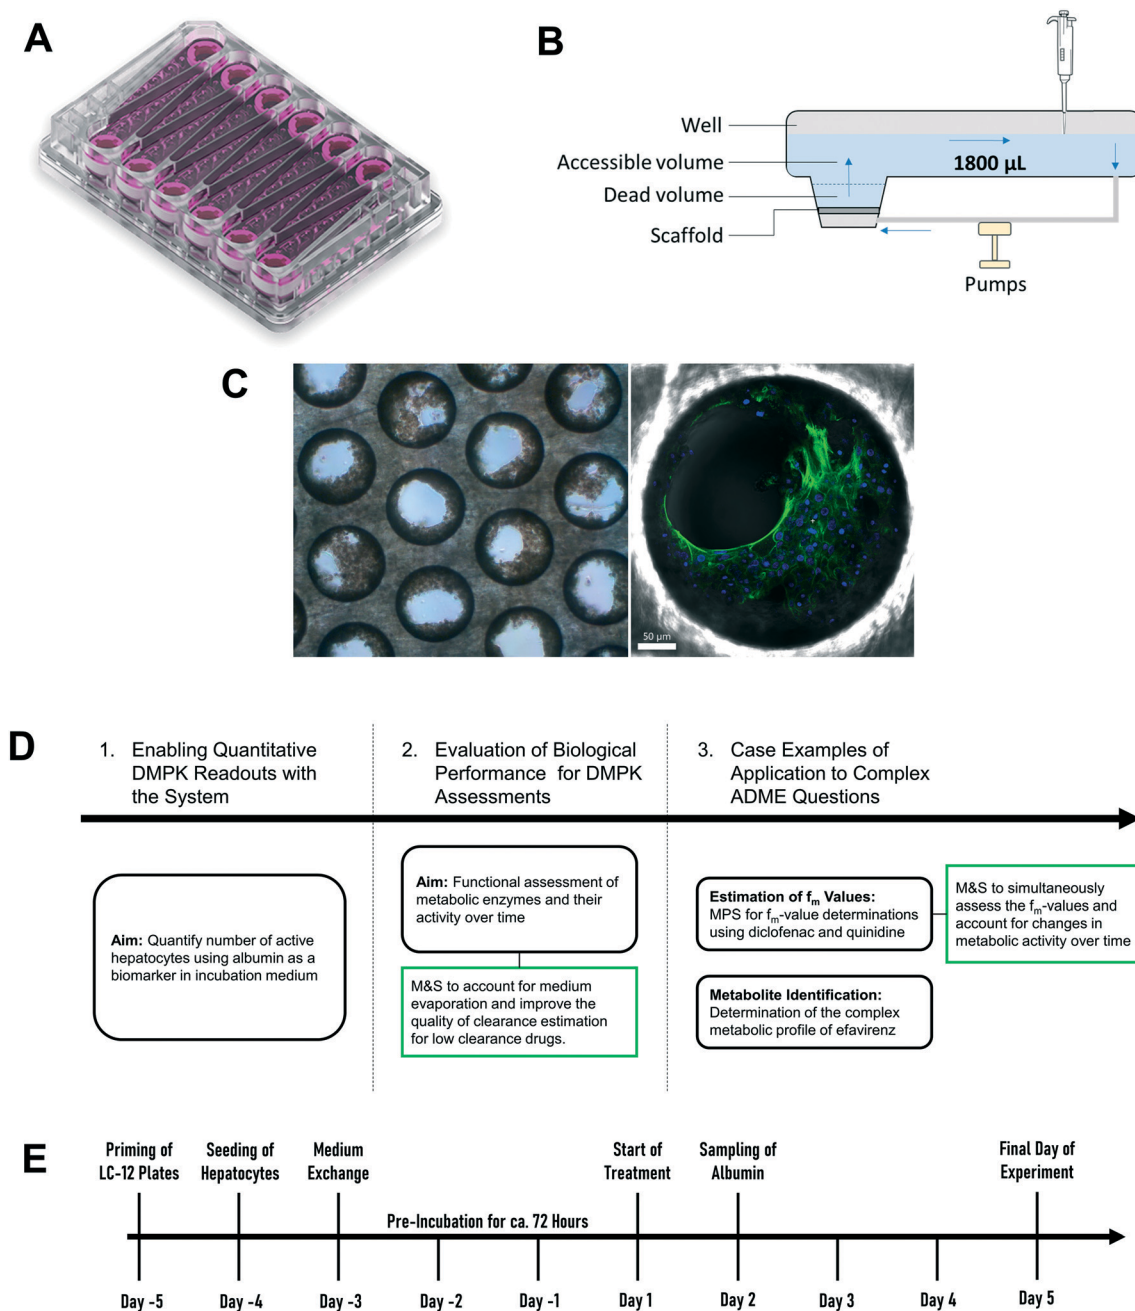 A
B
Well
Accessible volume
Dead volume
Scaffold
1800 µL
Pumps
C
50 µm
D
1. Enabling Quantitative
DMPK Readouts with
the System
2. Evaluation of Biological
Performance for DMPK
Assessments
3. Case Examples of
Application to Complex
ADME Questions
Aim: Quantify number of active
hepatocytes using albumin as a
biomarker in incubation medium
Aim: Functional assessment of
metabolic enzymes and their
activity over time
M&S to account for medium
evaporation and improve the
quality of clearance estimation
for low clearance drugs.
Estimation of fm Values:
MPS for fm-value determinations
using diclofenac and quinidine
M&S to simultaneously
assess the fm-values and
account for changes in
metabolic activity over time
Metabolite Identification:
Determination of the complex
metabolic profile of efavirenz
E
Priming of
LC-12 Plates
Seeding of
Hepatocytes
Medium
Exchange
Pre-Incubation for ca. 72 Hours
Start of
Treatment
Sampling of
Albumin
Final Day of
Experiment
Day -5
Day -4
Day -3
Day -2
Day -1
Day 1
Day 2
Day 3
Day 4
Day 5